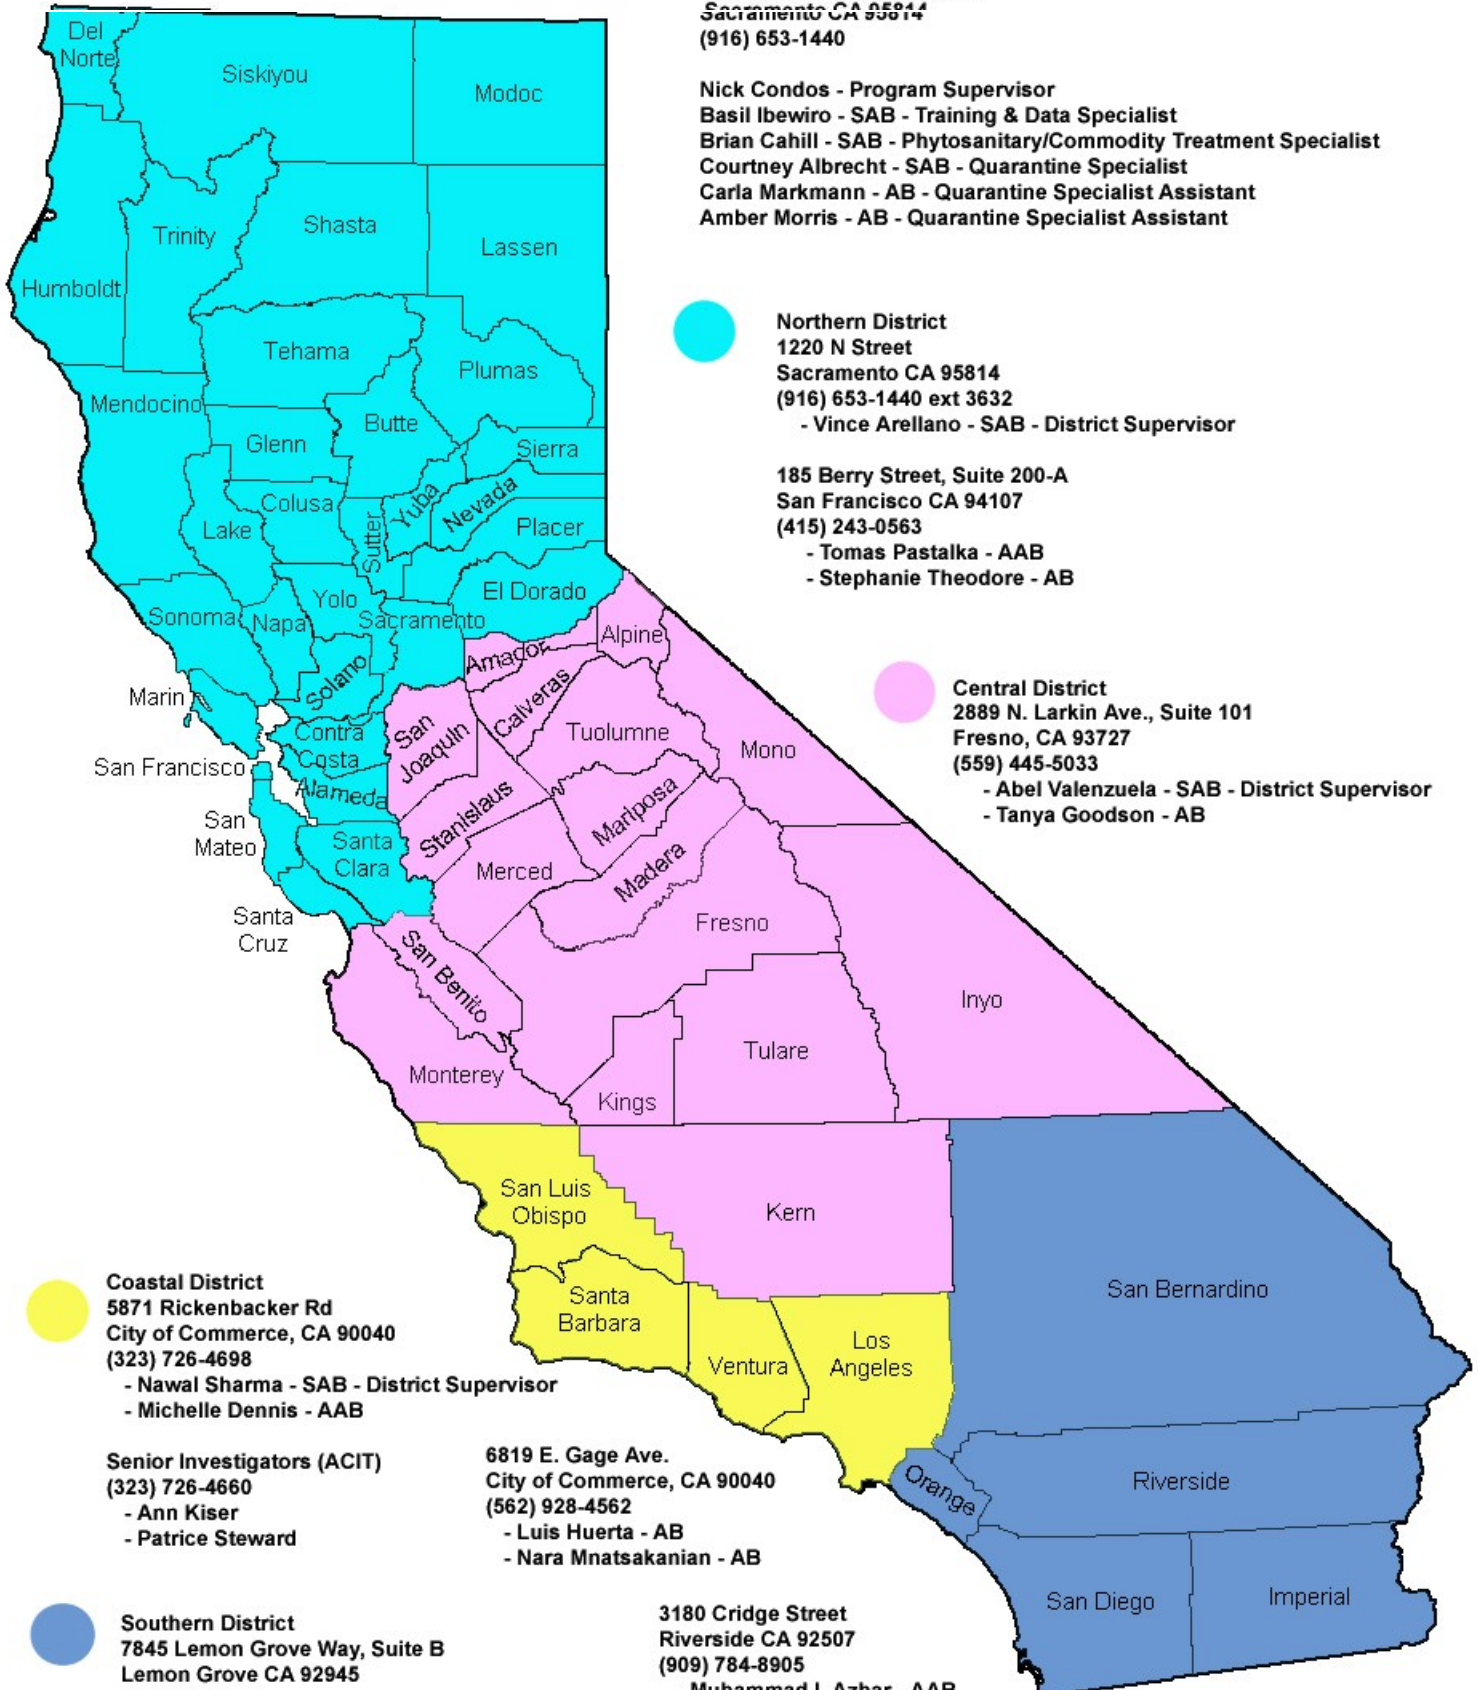 Sacramento CA 95814
(916) 653-1440
Nick Condos - Program Supervisor
Basil Ibewiro - SAB - Training & Data Specialist
Brian Cahill - SAB - Phytosanitary/Commodity Treatment Specialist
Courtney Albrecht - SAB - Quarantine Specialist
Carla Markmann - AB - Quarantine Specialist Assistant
Amber Morris - AB - Quarantine Specialist Assistant
Northern District
1220 N Street
Sacramento CA 95814
(916) 653-1440 ext 3632
- Vince Arellano - SAB - District Supervisor
185 Berry Street, Suite 200-A
San Francisco CA 94107
(415) 243-0563
- Tomas Pastalka - AAB
- Stephanie Theodore - AB
Central District
2889 N. Larkin Ave., Suite 101
Fresno, CA 93727
(559) 445-5033
- Abel Valenzuela - SAB - District Supervisor
- Tanya Goodson - AB
Del
Norte
Siskiyou
Modoc
Humboldt
Trinity
Shasta
Lassen
Tehama
Plumas
Mendocino
Glenn
Butte
Sierra
Lake
Colusa
Sutter
Yuba
Nevada
Placer
El Dorado
Sonoma
Napa
Yolo
Sacramento
Solano
Marin
Contra
Costa
San Francisco
Alameda
San
Mateo
Santa
Clara
Santa
Cruz
Amador
Alpine
Calveras
San
Joaquin
Tuolumne
Mono
Stanislaus
Mariposa
Merced
Madera
Fresno
San Benito
Inyo
Monterey
Kings
Tulare
San Luis
Obispo
Kern
Santa
Barbara
Ventura
Los
Angeles
San Bernardino
Orange
Riverside
San Diego
Imperial
Coastal District
5871 Rickenbacker Rd
City of Commerce, CA 90040
(323) 726-4698
- Nawal Sharma - SAB - District Supervisor
- Michelle Dennis - AAB
Senior Investigators (ACIT)
(323) 726-4660
- Ann Kiser
- Patrice Steward
6819 E. Gage Ave.
City of Commerce, CA 90040
(562) 928-4562
- Luis Huerta - AB
- Nara Mnatsakanian - AB
Southern District
7845 Lemon Grove Way, Suite B
Lemon Grove CA 92945
3180 Cridge Street
Riverside CA 92507
(909) 784-8905
- Muhammad I. Azhar - AAB